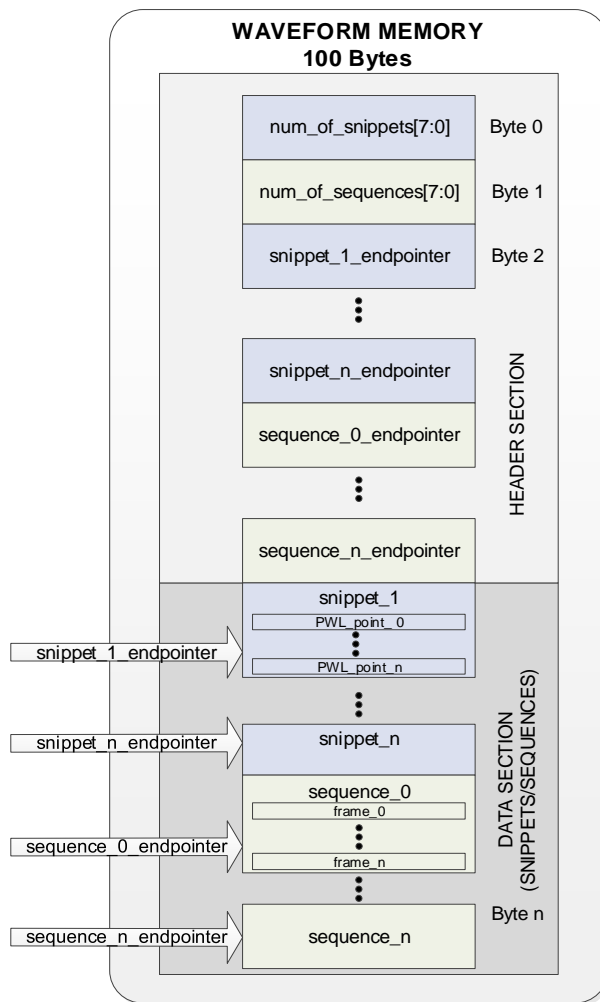 WAVEFORM MEMORY
100 Bytes
num_of_snippets[7:0]
Byte 0
num_of_sequences[7:0]
Byte 1
snippet_1_endpointer
Byte 2
snippet_n_endpointer
sequence_0_endpointer
HEADER SECTION
sequence_n_endpointer
snippet_1
PWL_point_ 0
snippet_1_endpointer
PWL_point_n
snippet_n_endpointer
snippet_n
DATA SECTION
(SNIPPETS/SEQUENCES)
sequence_0
frame_0
sequence_0_endpointer
frame_n
Byte n
sequence_n_endpointer
sequence_n